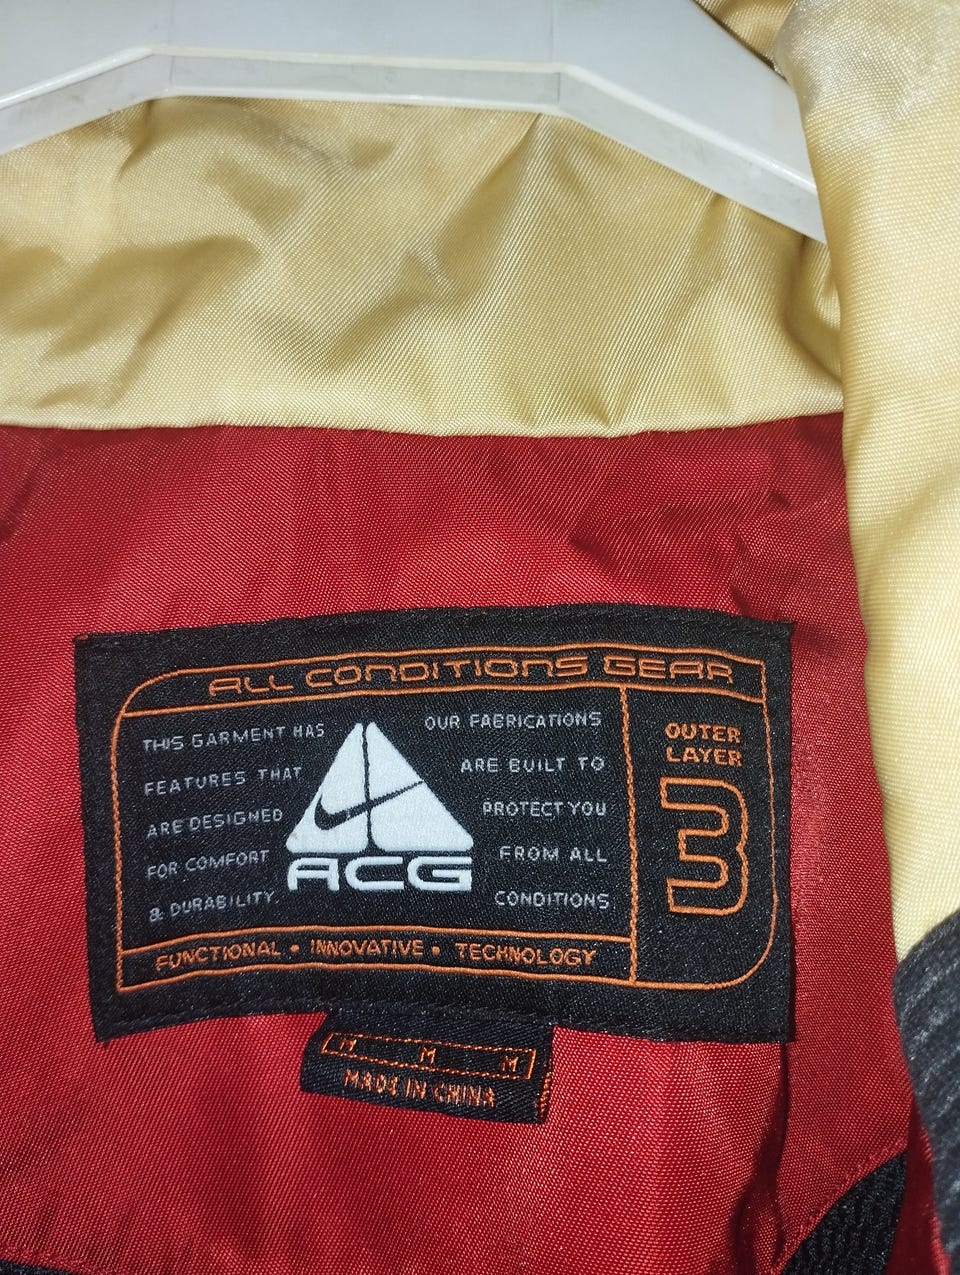 ALL CONDITIONS GEAR
THIS GARMENT HAS
FEATURES THAT
ARE DESIGNED
FOR COMFORT
& DURABILITY.
ACG
OUR FABRICATIONS
ARE BUILT TO
PROTECT YOU
FROM ALL
CONDITIONS
OUTER
LAYER
3
FUNCTIONAL • INNOVATIVE • TECHNOLOGY
M M M
MADE IN CHINA